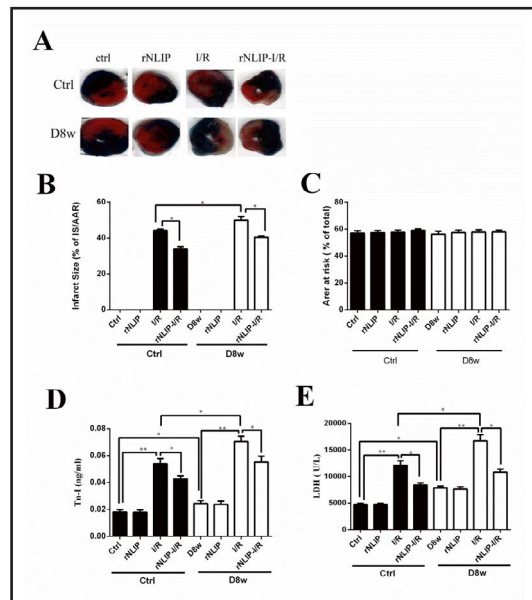 A
ctrl rNLIP I/R rNLIP-I/R
Ctrl
D8w
B
Infarct Size (% of IS/AAR)
60
40
20
0
*
*
*
Ctrl rNLIP I/R rNLIP-I/R D8w rNLIP I/R rNLIP-I/R
Ctrl D8w
C
Arer at risk ( % of total)
80
60
40
20
0
Ctrl rNLIP I/R rNLIP-I/R D8w rNLIP I/R rNLIP-I/R
Ctrl D8w
D
Tn-I (ng/ml)
0.08
0.06
0.04
0.02
0.00
*
* ** *
** *
Ctrl rNLIP I/R rNLIP-I/R D8w rNLIP I/R rNLIP-I/R
Ctrl D8w
E
LDH ( U/L)
20000
15000
10000
5000
0
*
* ** *
** *
Ctrl rNLIP I/R rNLIP-I/R D8w rNLIP I/R rNLIP-I/R
Ctrl D8w